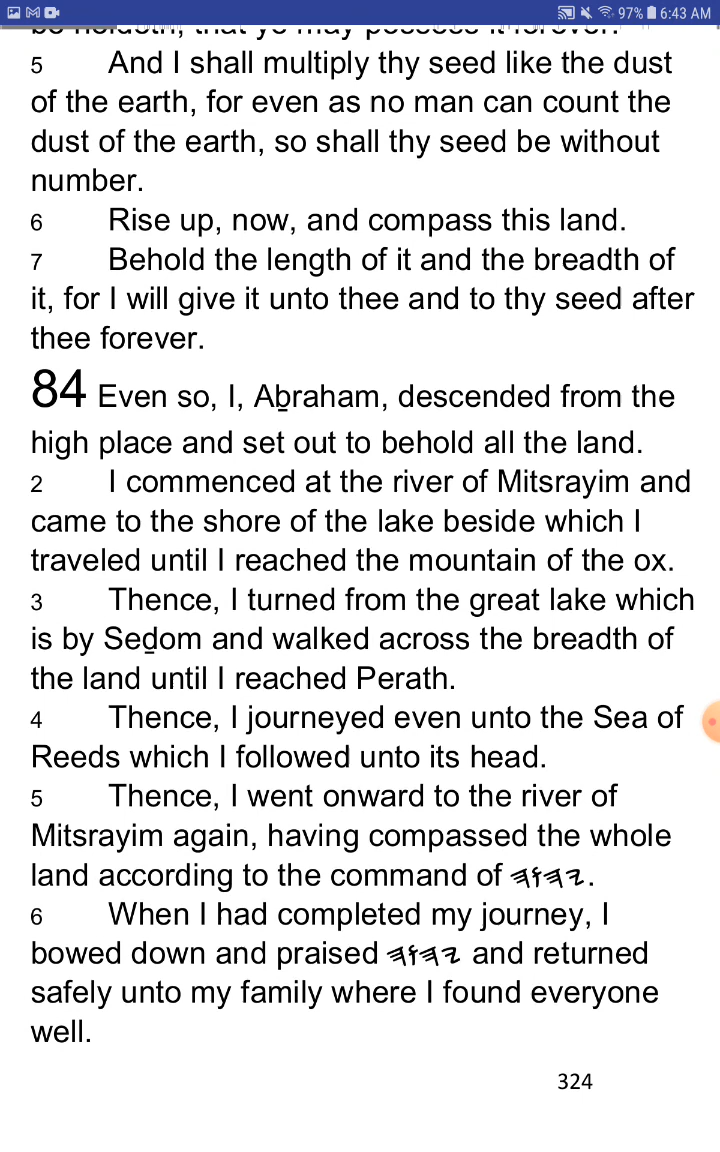 97% 6:43 AM
5 And I shall multiply thy seed like the dust
of the earth, for even as no man can count the
dust of the earth, so shall thy seed be without
number.
6 Rise up, now, and compass this land.
7 Behold the length of it and the breadth of
it, for I will give it unto thee and to thy seed after
thee forever.
84 Even so, I, Aḇraham, descended from the
high place and set out to behold all the land.
2 I commenced at the river of Mitsrayim and
came to the shore of the lake beside which I
traveled until I reached the mountain of the ox.
3 Thence, I turned from the great lake which
is by Seḏom and walked across the breadth of
the land until I reached Perath.
4 Thence, I journeyed even unto the Sea of
Reeds which I followed unto its head.
5 Thence, I went onward to the river of
Mitsrayim again, having compassed the whole
land according to the command of 𐤉𐤄𐤅𐤄.
6 When I had completed my journey, I
bowed down and praised 𐤉𐤄𐤅𐤄 and returned
safely unto my family where I found everyone
well.
324